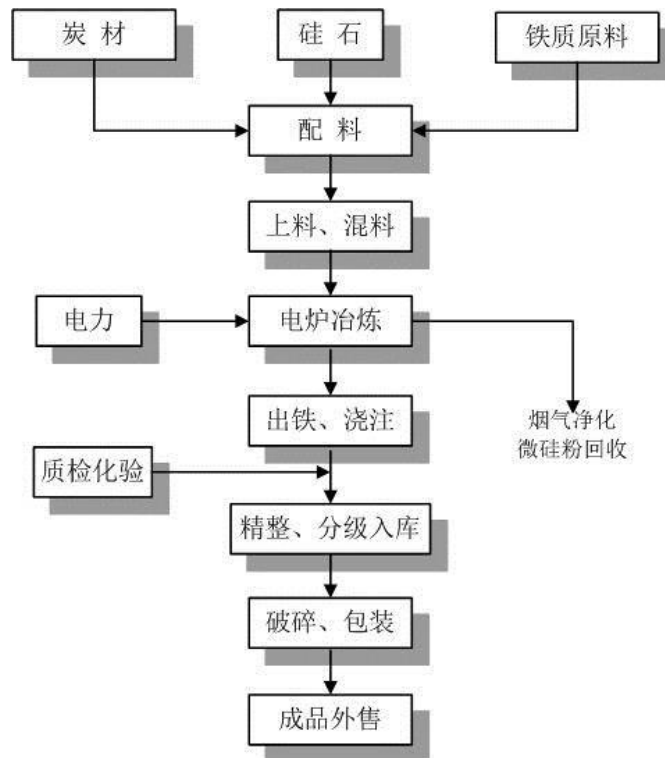 炭 材
硅 石
铁质原料
配 料
上料、混料
电力
电炉冶炼
出铁、浇注
烟气净化
微硅粉回收
质检化验
精整、分级入库
破碎、包装
成品外售